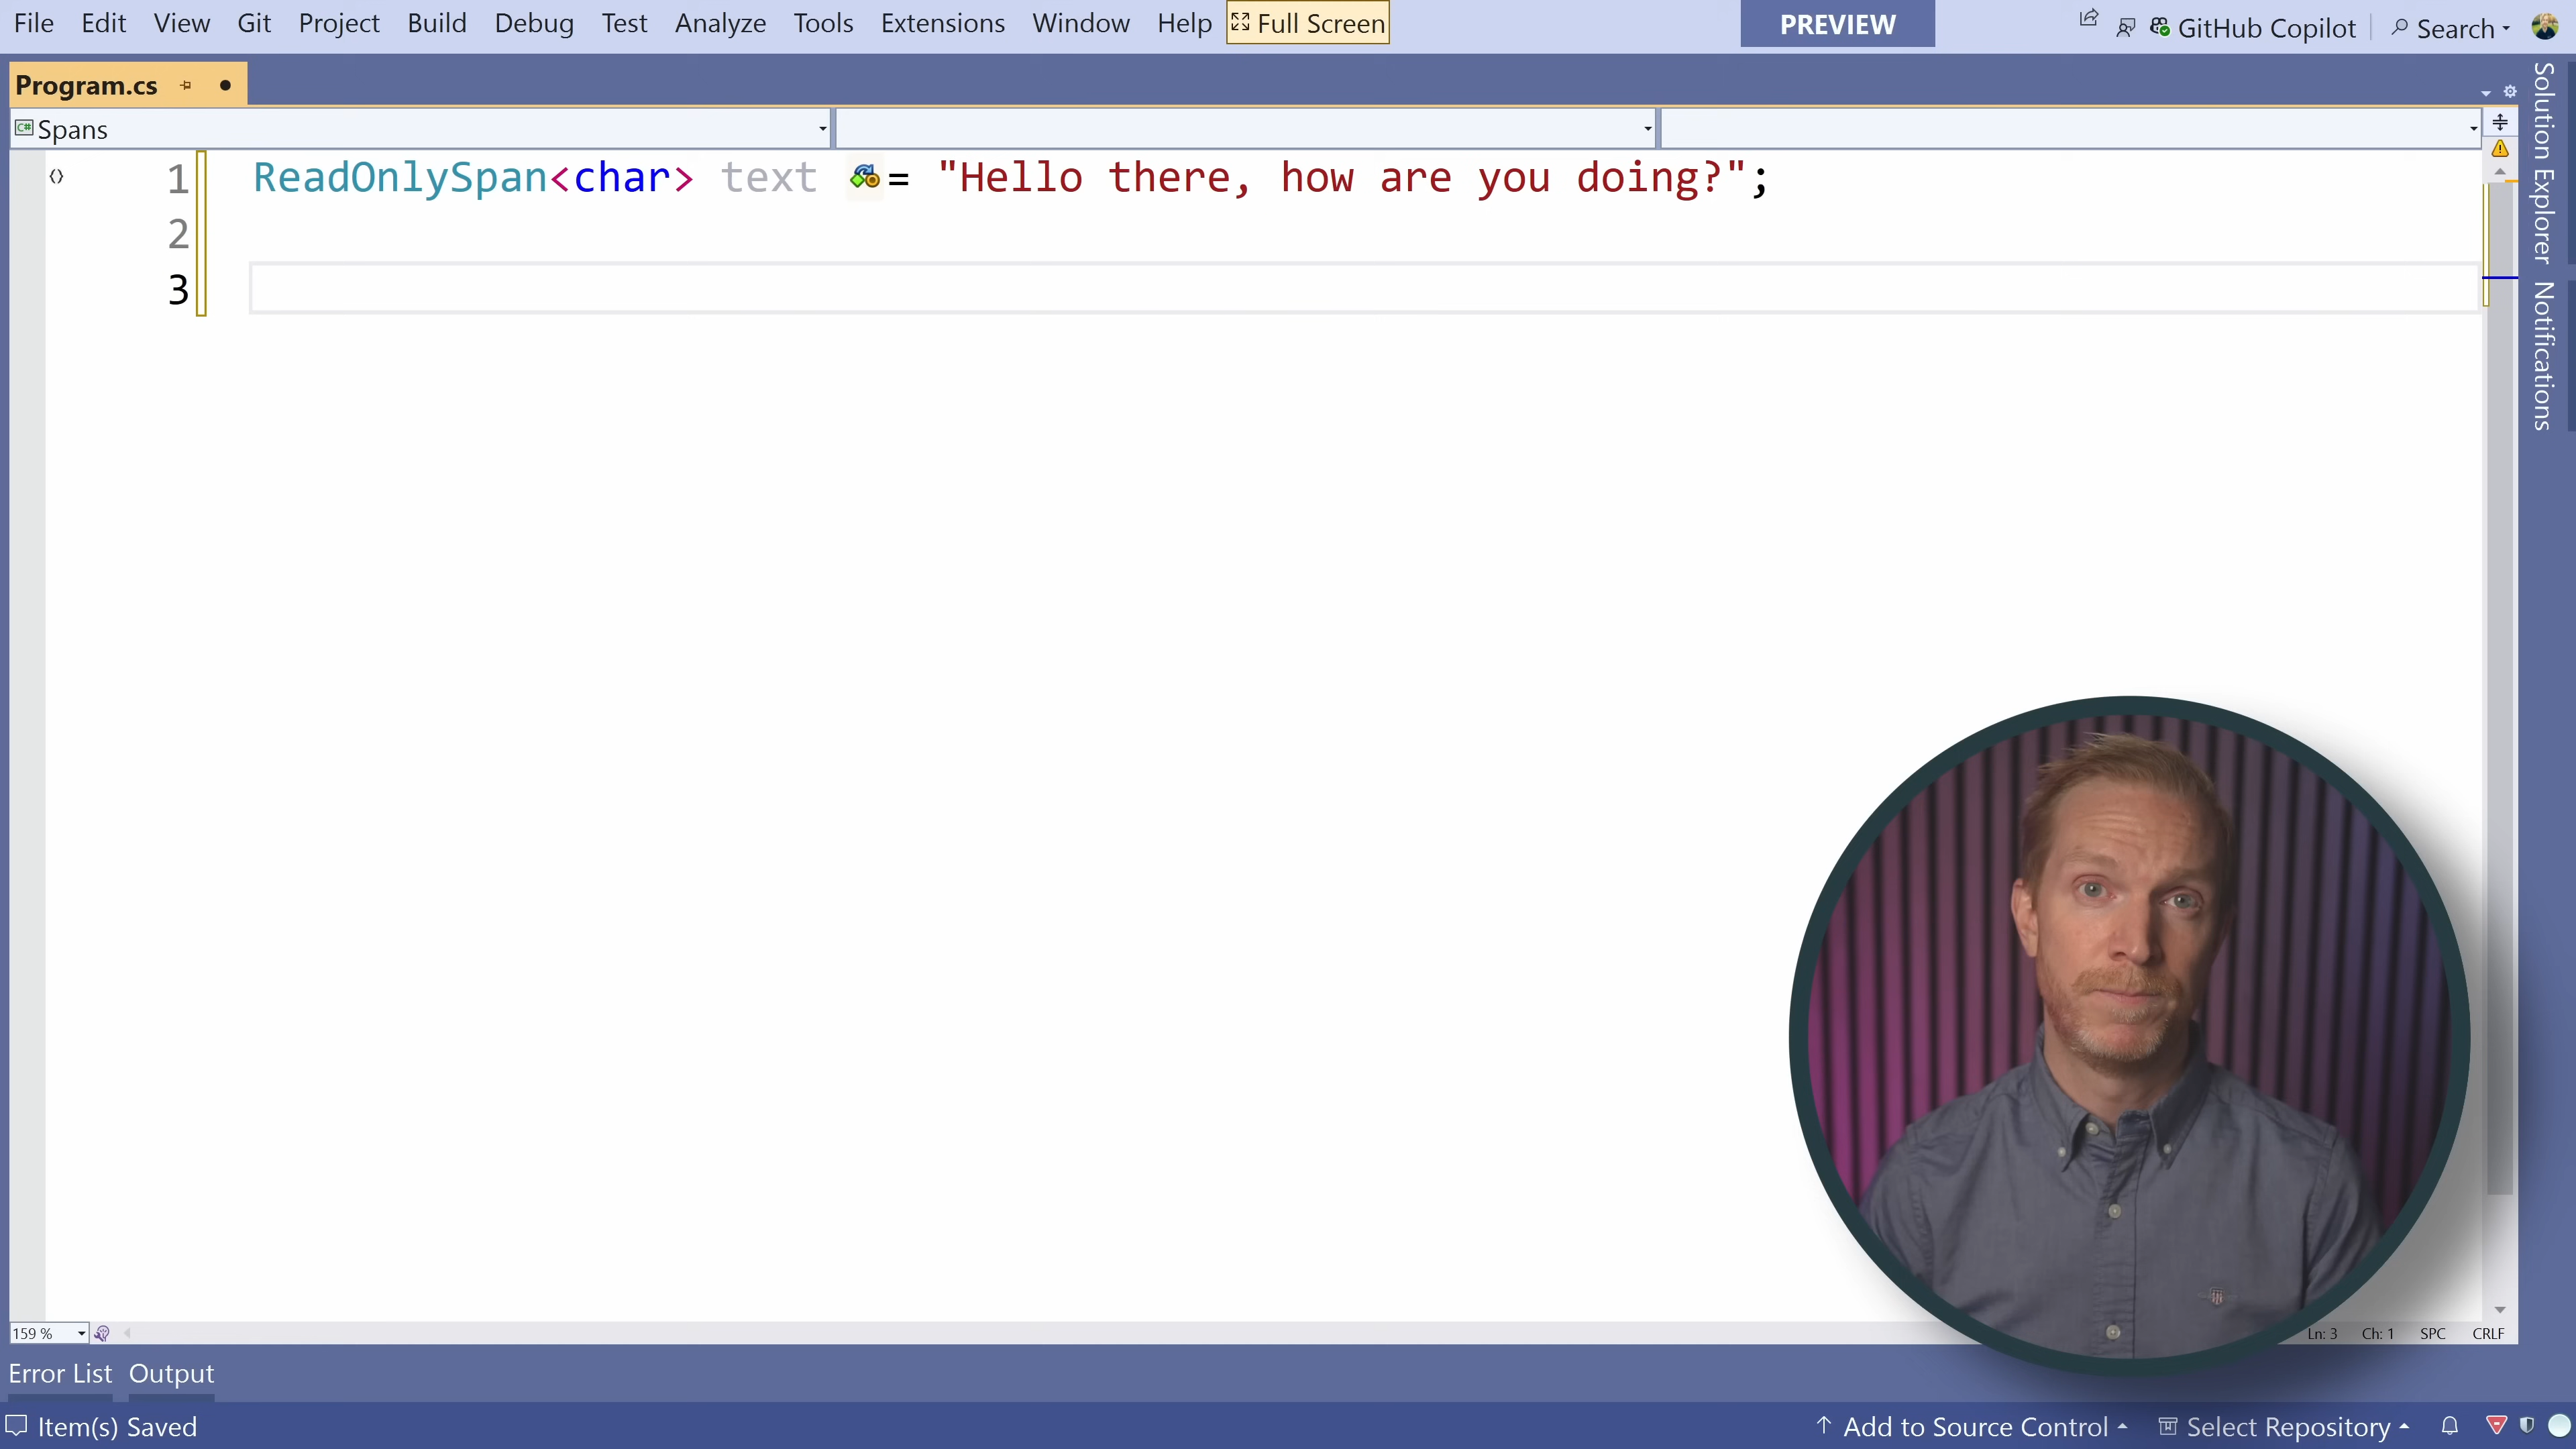 File Edit View Git Project Build Debug Test Analyze Tools Extensions Window Help Full Screen PREVIEW GitHub Copilot Search
Program.cs
C# Spans
1 ReadOnlySpan<char> text = "Hello there, how are you doing?";
2
3
Solution Explorer
Notifications
159 % Ln: 3 Ch: 1 SPC CRLF
Error List Output
Item(s) Saved Add to Source Control Select Repository